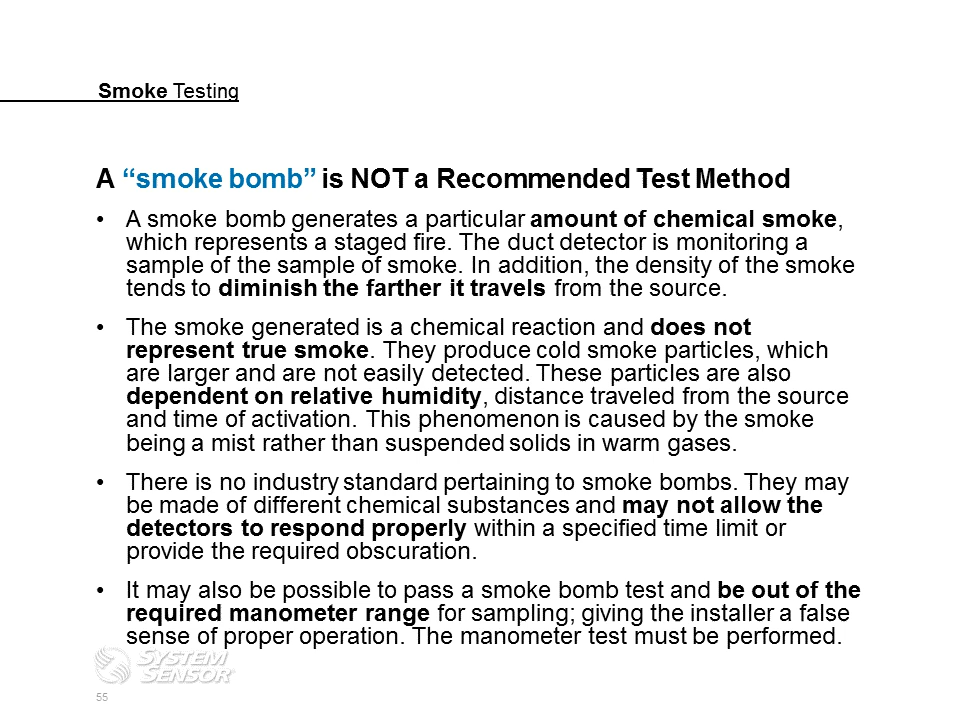 Smoke Testing
A “smoke bomb” is NOT a Recommended Test Method
• A smoke bomb generates a particular amount of chemical smoke,
which represents a staged fire. The duct detector is monitoring a
sample of the sample of smoke. In addition, the density of the smoke
tends to diminish the farther it travels from the source.
• The smoke generated is a chemical reaction and does not
represent true smoke. They produce cold smoke particles, which
are larger and are not easily detected. These particles are also
dependent on relative humidity, distance traveled from the source
and time of activation. This phenomenon is caused by the smoke
being a mist rather than suspended solids in warm gases.
• There is no industry standard pertaining to smoke bombs. They may
be made of different chemical substances and may not allow the
detectors to respond properly within a specified time limit or
provide the required obscuration.
• It may also be possible to pass a smoke bomb test and be out of the
required manometer range for sampling; giving the installer a false
sense of proper operation. The manometer test must be performed.
SYSTEM
SENSOR®
55